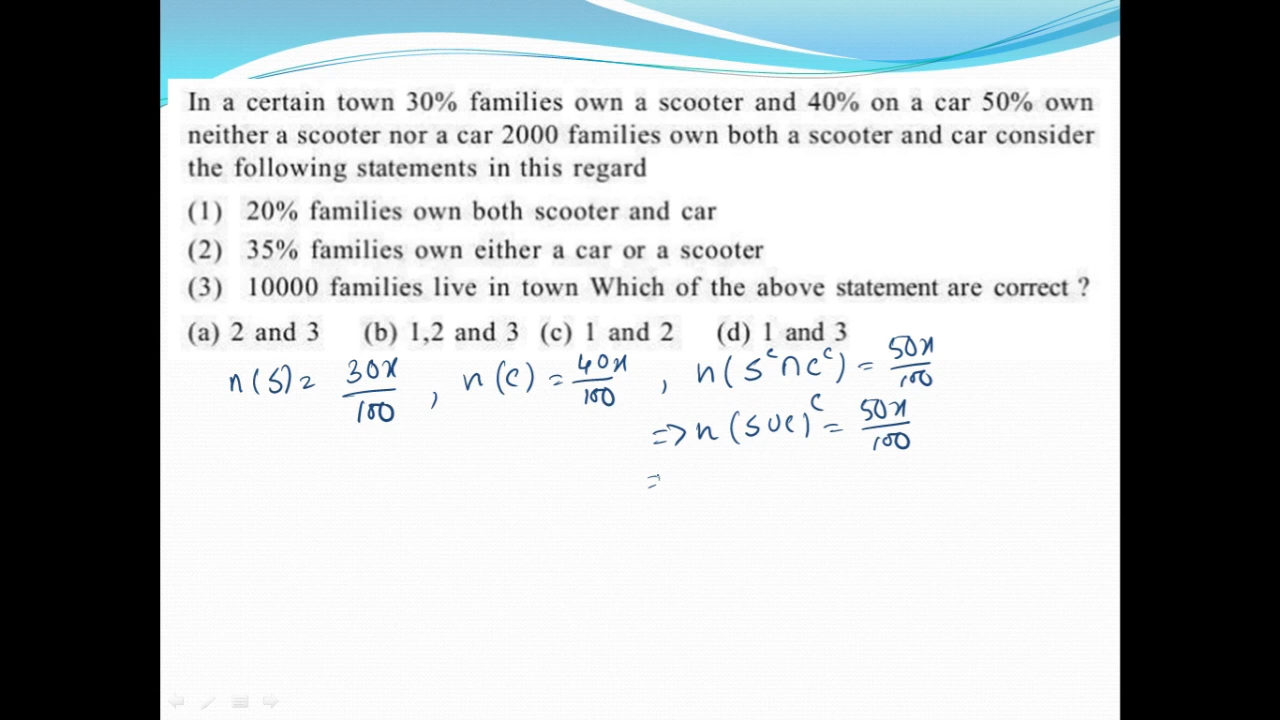 In a certain town 30% families own a scooter and 40% on a car 50% own
neither a scooter nor a car 2000 families own both a scooter and car consider
the following statements in this regard
(1) 20% families own both scooter and car
(2) 35% families own either a car or a scooter
(3) 10000 families live in town Which of the above statement are correct ?
(a) 2 and 3 (b) 1,2 and 3 (c) 1 and 2 (d) 1 and 3
n(S) = 30x/100 , n(C) = 40x/100 , n(S^c ∩ C^c) = 50x/100
=> n(S∪C)^c = 50x/100
=